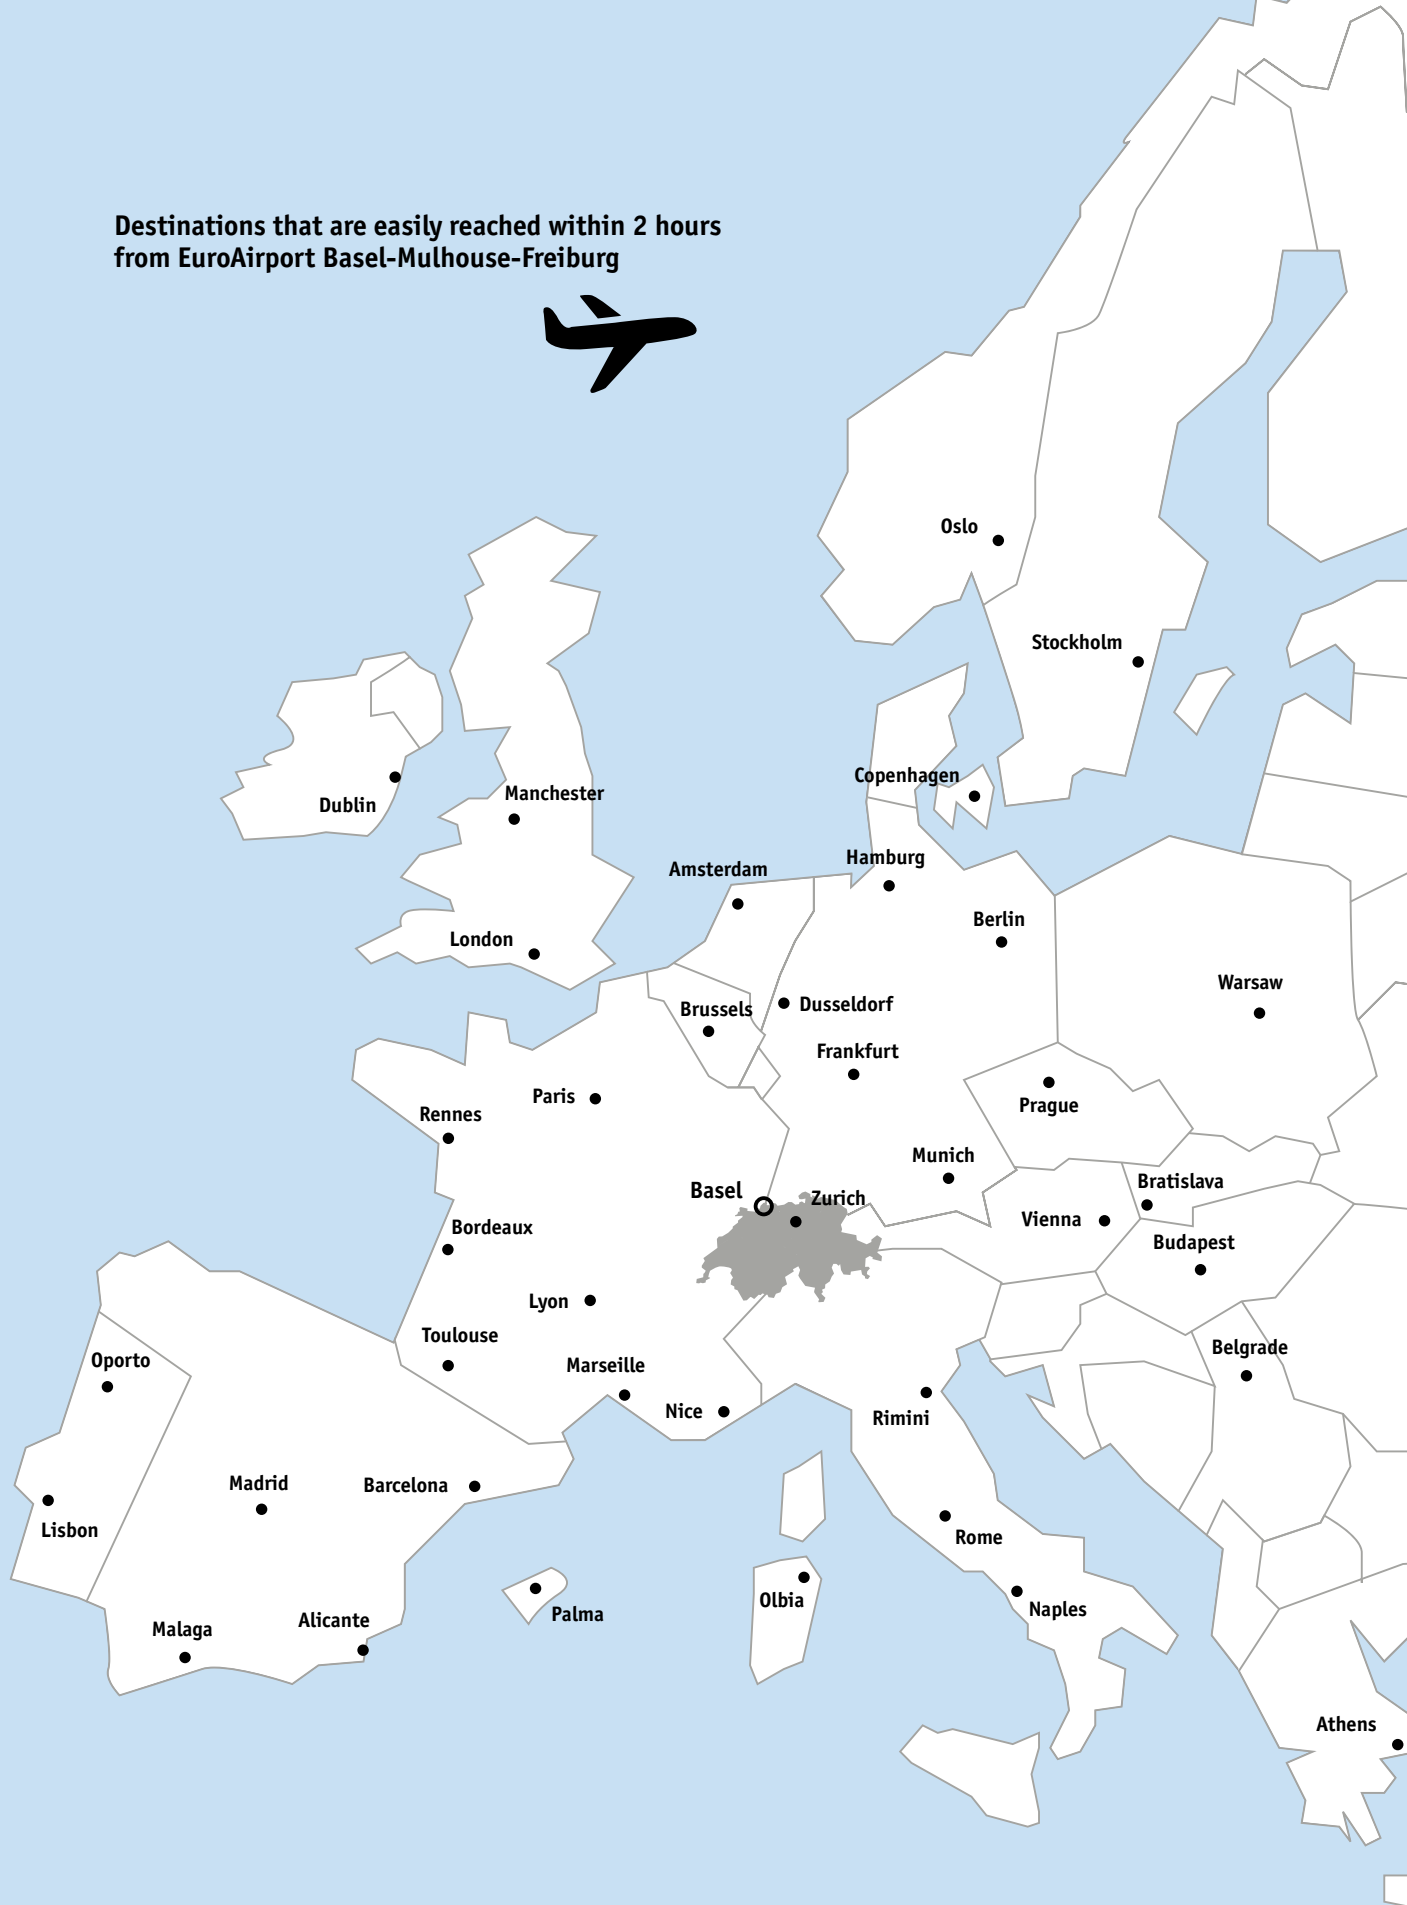 Destinations that are easily reached within 2 hours
from EuroAirport Basel-Mulhouse-Freiburg
Oslo
Stockholm
Copenhagen
Manchester
Dublin
Hamburg
Amsterdam
Berlin
London
Warsaw
Brussels
Dusseldorf
Frankfurt
Paris
Prague
Rennes
Munich
Bratislava
Basel
Zurich
Vienna
Bordeaux
Budapest
Lyon
Toulouse
Belgrade
Oporto
Marseille
Nice
Rimini
Madrid
Barcelona
Lisbon
Rome
Olbia
Naples
Palma
Alicante
Malaga
Athens